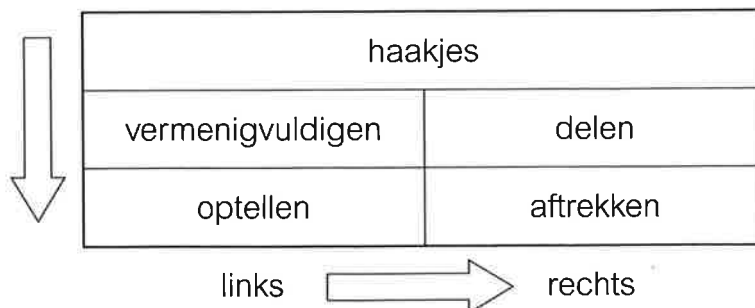 haakjes
vermenigvuldigen delen
optellen aftrekken
links rechts